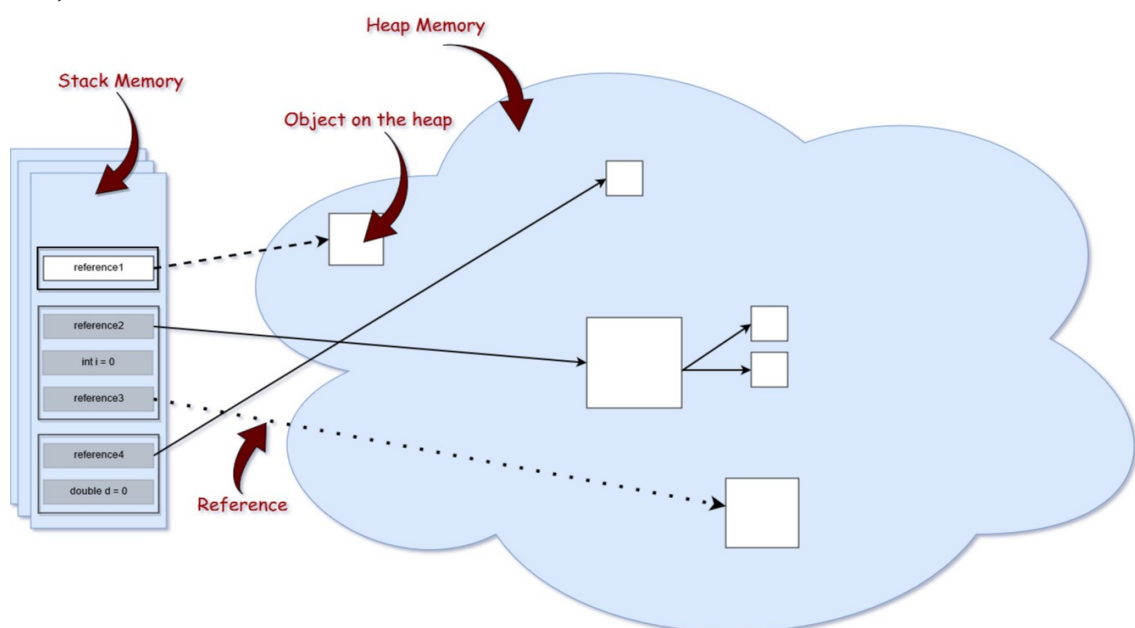 Heap Memory
Stack Memory
Object on the heap
reference1
reference2
int i = 0
reference3
reference4
double d = 0
Reference